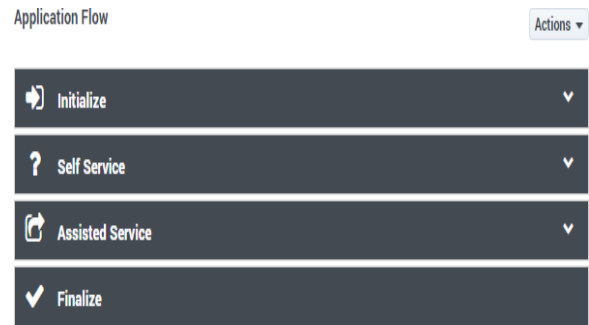 Application Flow
Actions
Initialize
Self Service
Assisted Service
Finalize